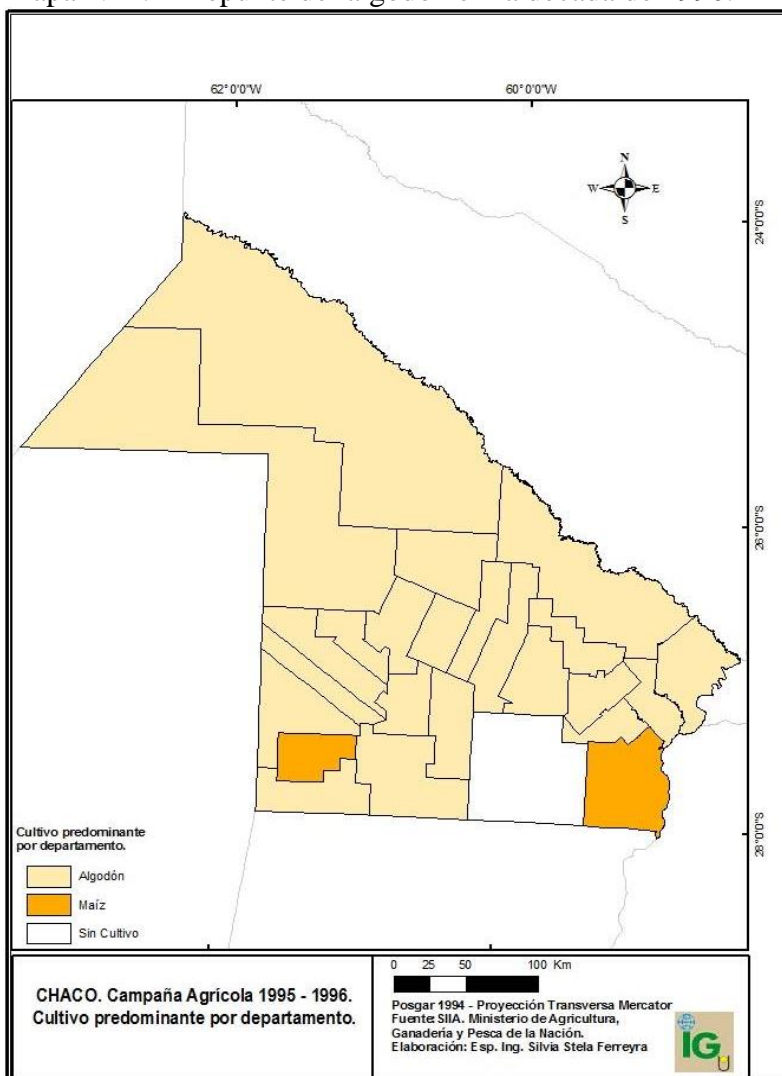 62°0'0"W
60°0'0"W
N
W
E
S
24°0'0"S
26°0'0"S
28°0'0"S
Cultivo predominante
por departamento.
Algodón
Maíz
Sin Cultivo
CHACO. Campaña Agrícola 1995 - 1996.
Cultivo predominante por departamento.
0 25 50 100 Km
Posgar 1994 - Proyección Transversa Mercator
Fuente: SIIA. Ministerio de Agricultura,
Ganadería y Pesca de la Nación.
Elaboración: Esp. Ing. Silvia Stela Ferreyra
IG